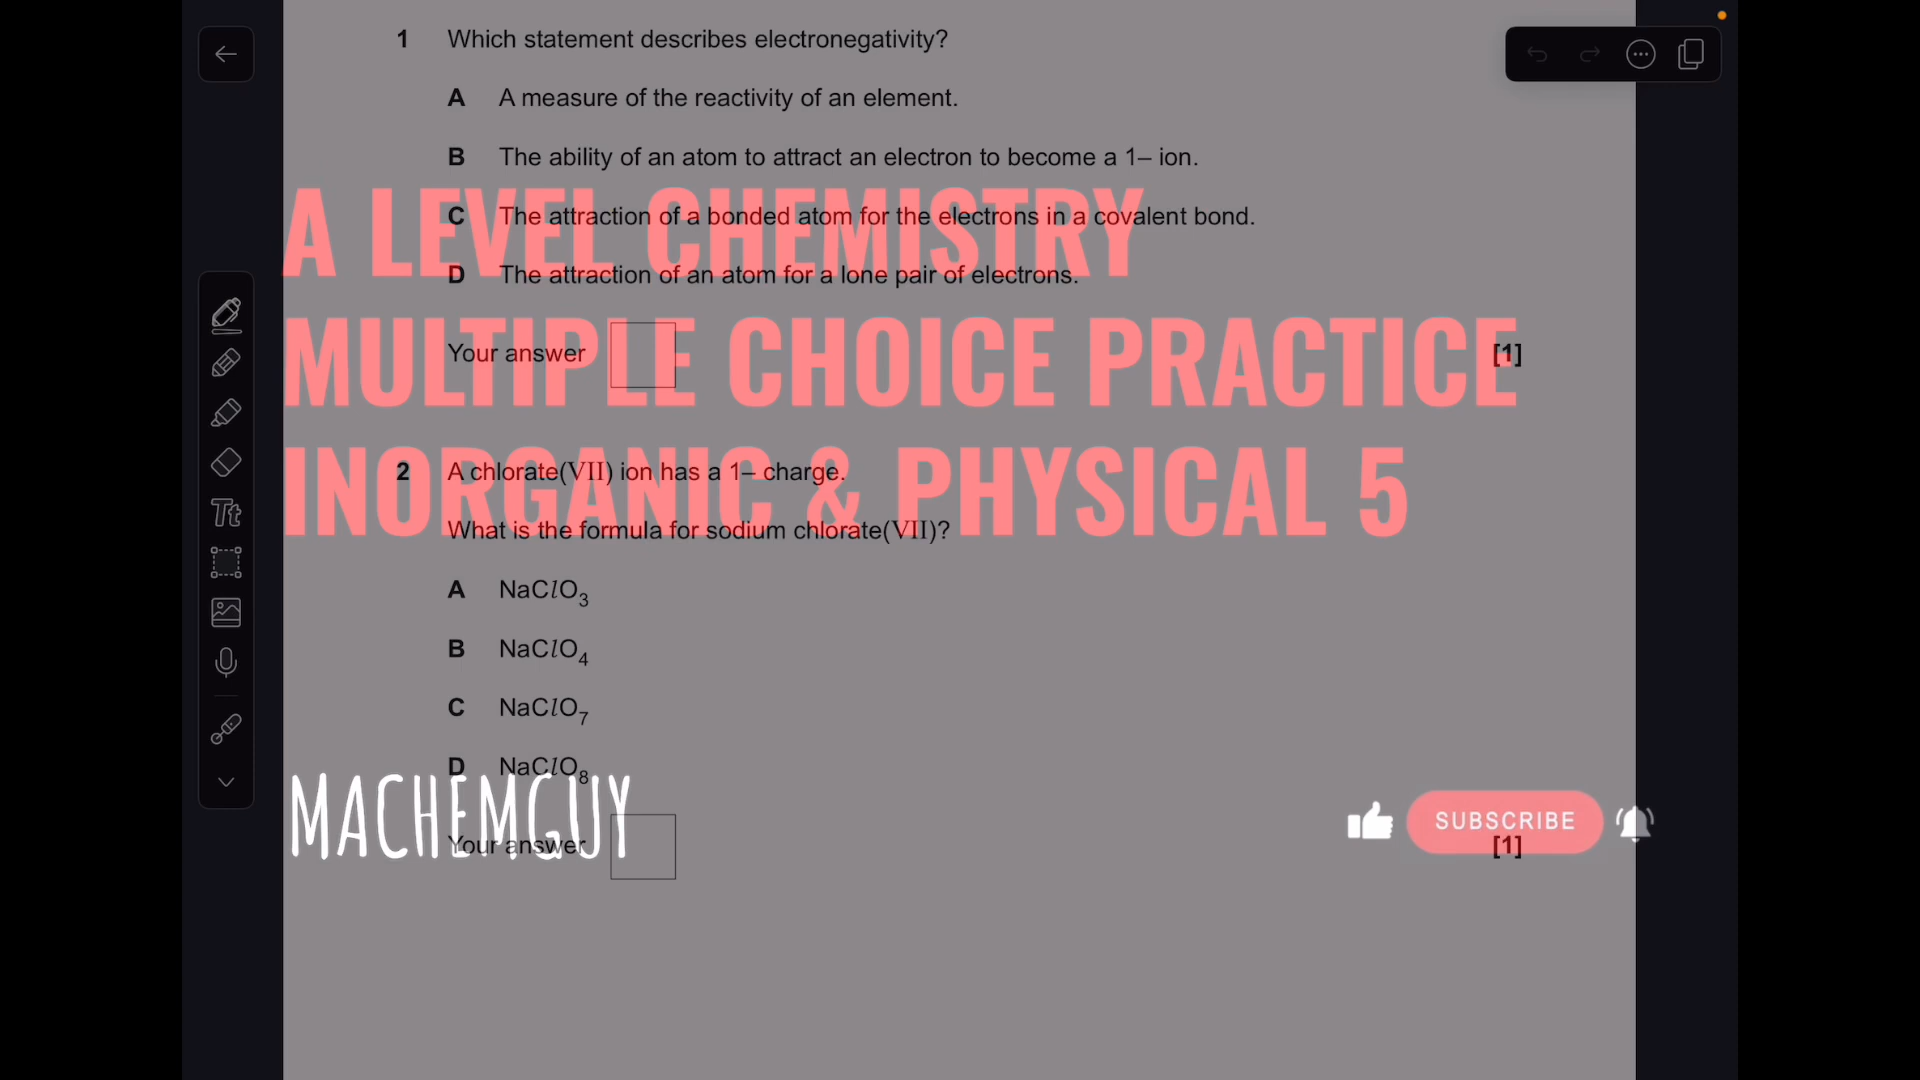 1 Which statement describes electronegativity?
A A measure of the reactivity of an element.
B The ability of an atom to attract an electron to become a 1– ion.
C The attraction of a bonded atom for the electrons in a covalent bond.
D The attraction of an atom for a lone pair of electrons.
Your answer [1]
A LEVEL CHEMISTRY
MULTIPLE CHOICE PRACTICE
INORGANIC & PHYSICAL 5
2 A chlorate(VII) ion has a 1– charge.
What is the formula for sodium chlorate(VII)?
A NaClO3
B NaClO4
C NaClO7
D NaClO8
Your answer [1]
MACHEMGUY
SUBSCRIBE
Tt